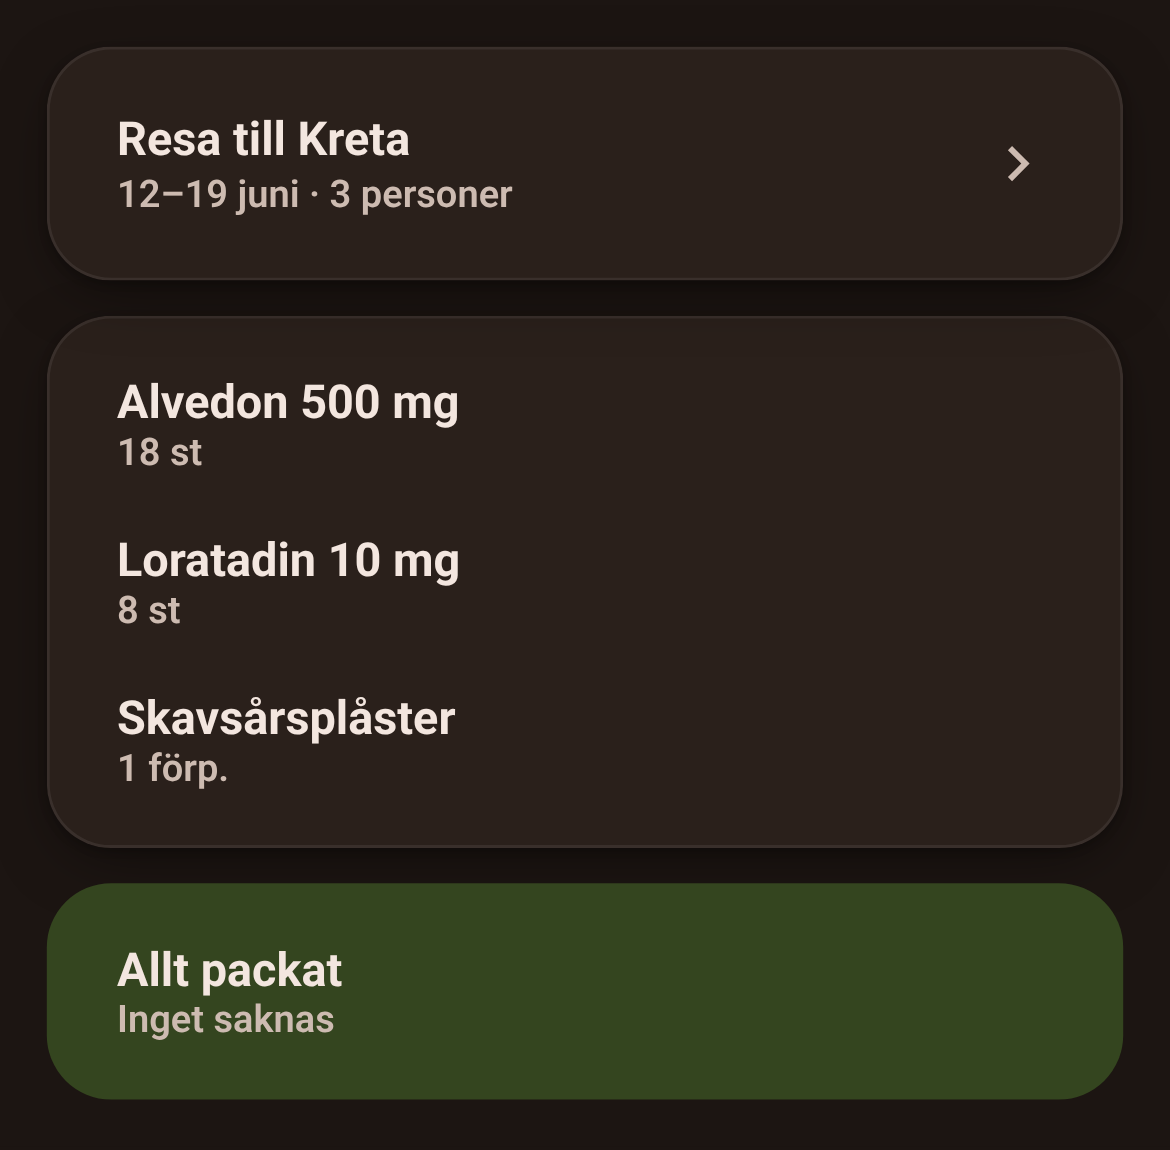 Resa till Kreta
12–19 juni · 3 personer
Alvedon 500 mg
18 st
Loratadin 10 mg
8 st
Skavsårsplåster
1 förp.
Allt packat
Inget saknas